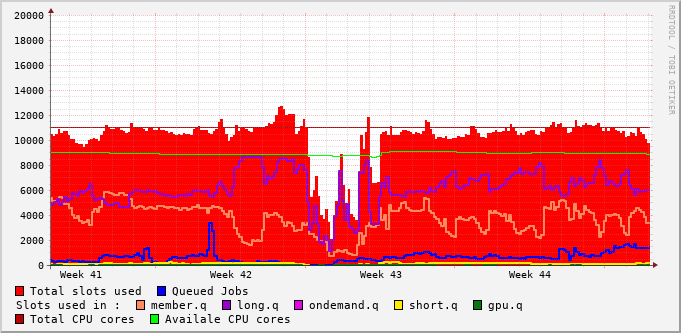 20000
18000
16000
14000
12000
10000
8000
6000
4000
2000
0
Week 41 Week 42 Week 43 Week 44
Total slots used Queued Jobs
Slots used in : member.q long.q ondemand.q short.q gpu.q
Total CPU cores Availale CPU cores
RRDTOOL / TOBI OETIKER